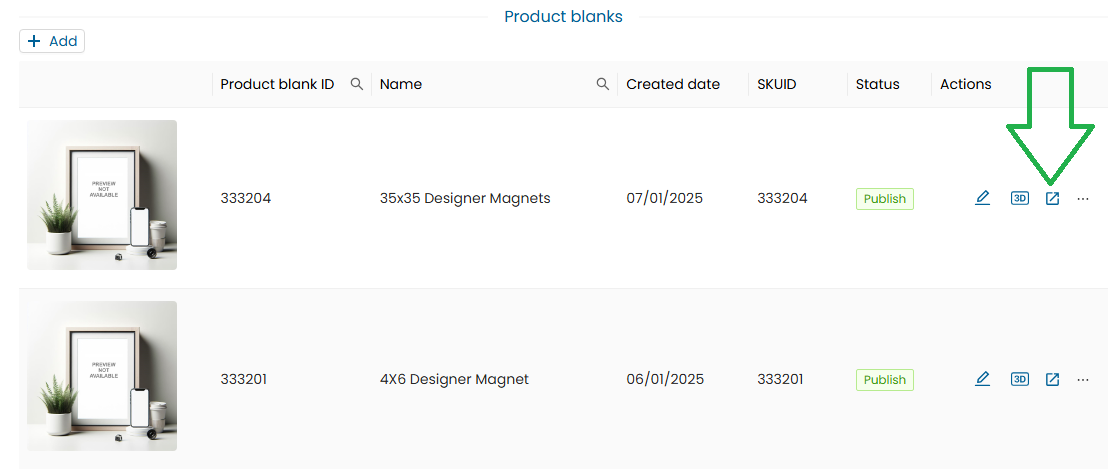 Product blanks
+ Add
Product blank ID Name Created date SKUID Status Actions
PREVIEW
NOT
AVAILABLE
333204 35x35 Designer Magnets 07/01/2025 333204 Publish 3D ...
PREVIEW
NOT
AVAILABLE
333201 4X6 Designer Magnet 06/01/2025 333201 Publish 3D ...